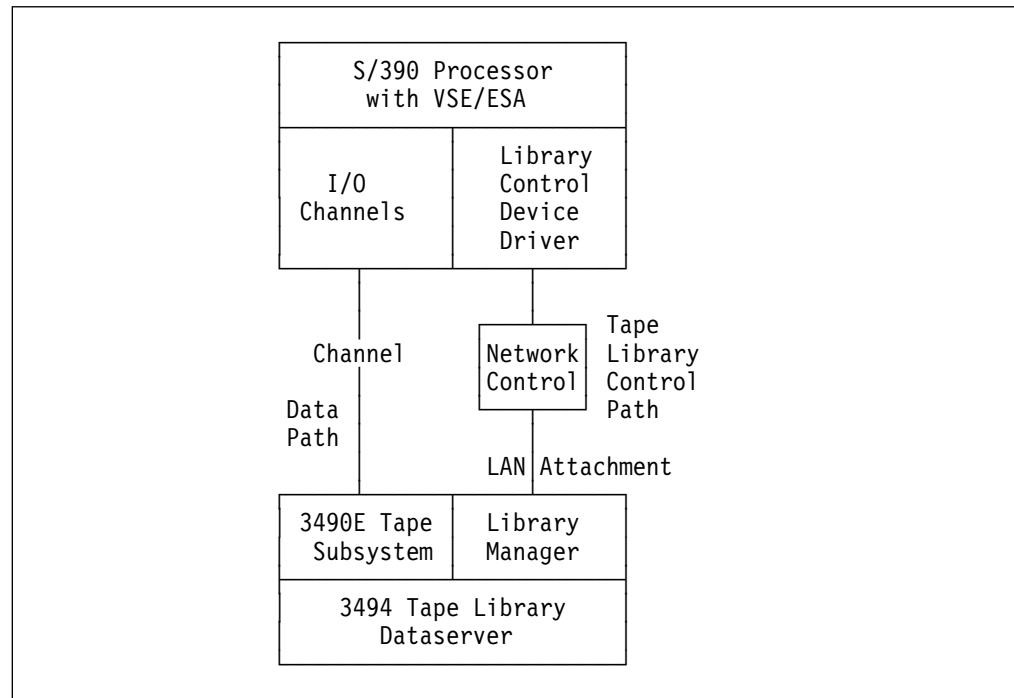 S/390 Processor
with VSE/ESA
I/O
Channels
Library
Control
Device
Driver
Channel
Network
Control
Tape
Library
Control
Path
Data
Path
LAN Attachment
3490E Tape
Subsystem
Library
Manager
3494 Tape Library
Dataserver